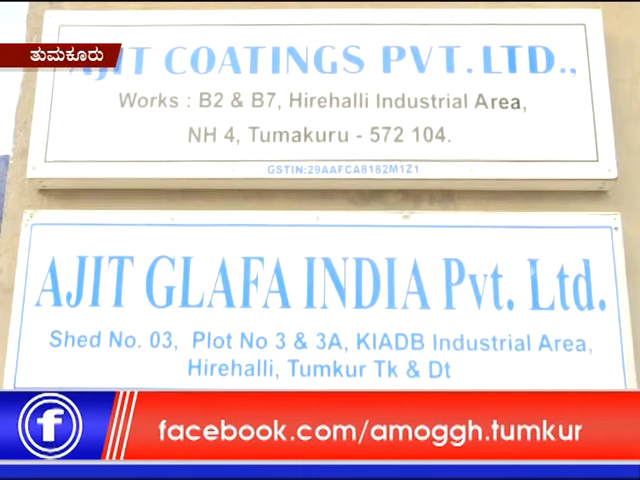 ತುಮಕೂರು
AJIT COATINGS PVT.LTD.,
Works : B2 & B7, Hirehalli Industrial Area,
NH 4, Tumakuru - 572 104.
GSTIN:29AAFCA8182M1Z1
AJIT GLAFA INDIA Pvt. Ltd.
Shed No. 03, Plot No 3 & 3A, KIADB Industrial Area,
Hirehalli, Tumkur Tk & Dt
f
facebook.com/amoggh.tumkur